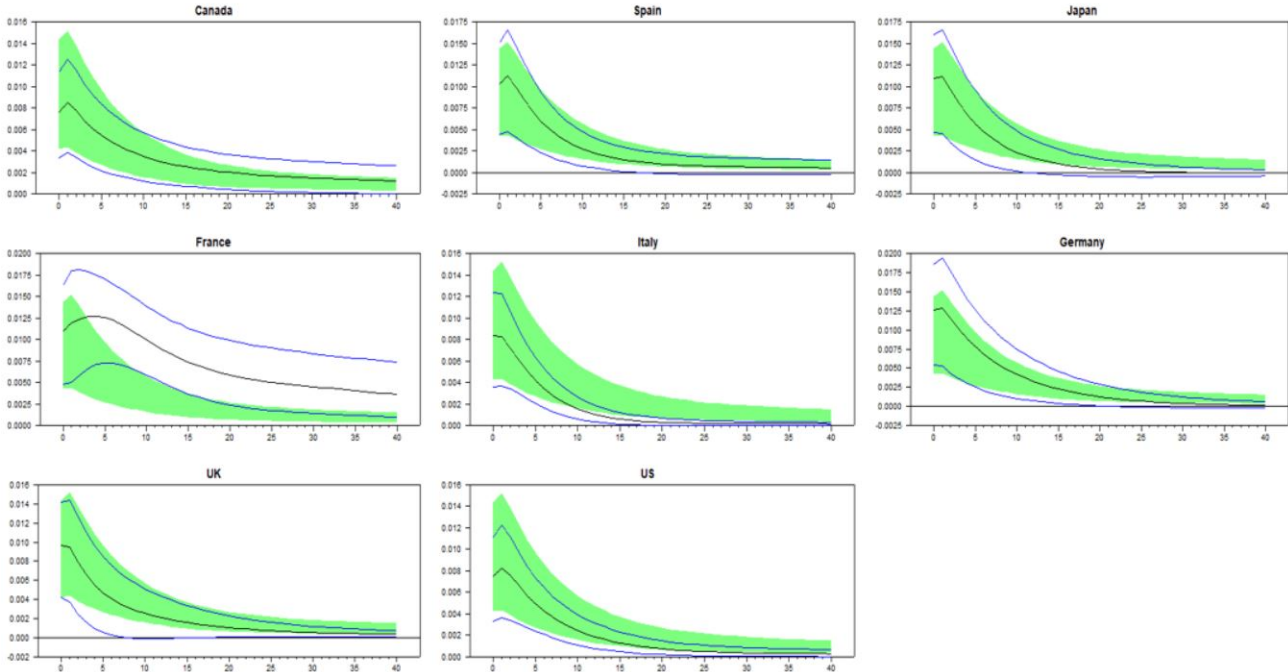 Canada Spain Japan
0.016 0.0175 0.0175
0.014 0.0150 0.0150
0.012 0.0125 0.0125
0.010 0.0100 0.0100
0.008 0.0075 0.0075
0.006 0.0050 0.0050
0.004 0.0025 0.0025
0.002 0.0000 0.0000
0.000 -0.0025 -0.0025
0 5 10 15 20 25 30 35 40 0 5 10 15 20 25 30 35 40 0 5 10 15 20 25 30 35 40
France Italy Germany
0.0200 0.016 0.0200
0.0175 0.014 0.0175
0.0150 0.012 0.0150
0.0125 0.010 0.0125
0.0100 0.008 0.0100
0.0075 0.006 0.0075
0.0050 0.004 0.0050
0.0025 0.002 0.0025
0.0000 0.000 0.0000
-0.0025
0 5 10 15 20 25 30 35 40 0 5 10 15 20 25 30 35 40 0 5 10 15 20 25 30 35 40
UK US
0.016 0.016
0.014 0.014
0.012 0.012
0.010 0.010
0.008 0.008
0.006 0.006
0.004 0.004
0.002 0.002
0.000 0.000
-0.002
0 5 10 15 20 25 30 35 40 0 5 10 15 20 25 30 35 40